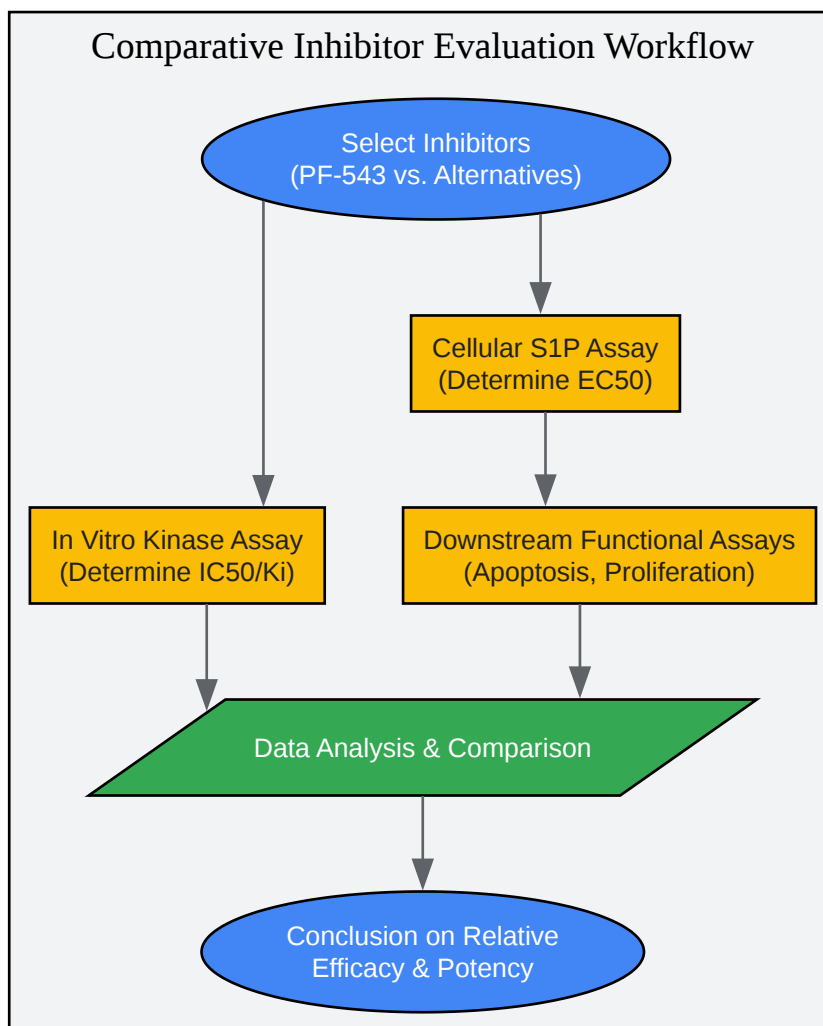 Comparative Inhibitor Evaluation Workflow
Select Inhibitors
(PF-543 vs. Alternatives)
Cellular S1P Assay
(Determine EC50)
In Vitro Kinase Assay
(Determine IC50/Ki)
Downstream Functional Assays
(Apoptosis, Proliferation)
Data Analysis & Comparison
Conclusion on Relative
Efficacy & Potency